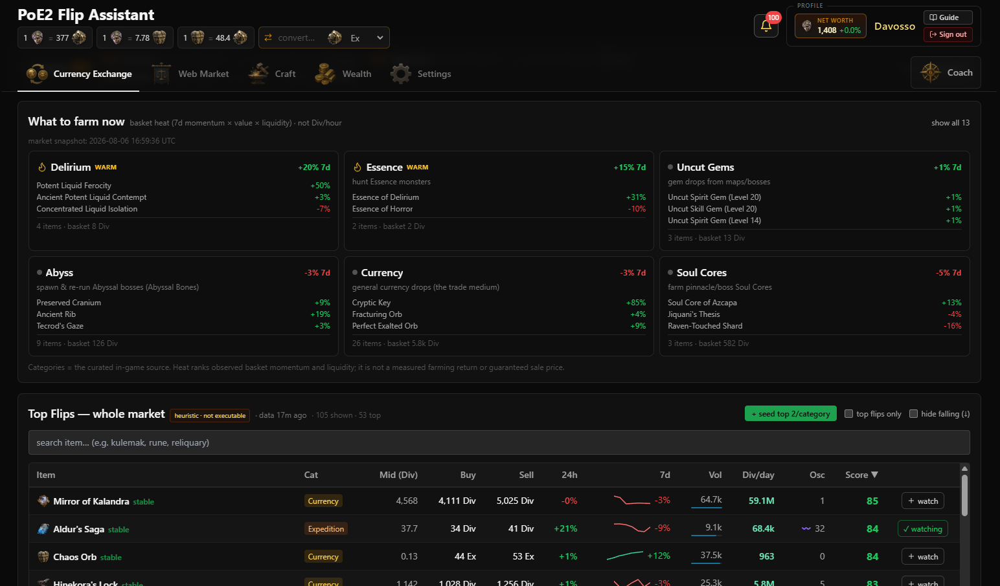 PoE2 Flip Assistant
1 = 377
1 = 7.78
1 = 48.4
convert... Ex
100
PROFILE
NET WORTH
1,408 +0.0%
Davosso
Guide
Sign out
Currency Exchange
Web Market
Craft
Wealth
Settings
Coach
What to farm now basket heat (7d momentum × value × liquidity) · not Div/hour
show all 13
market snapshot: 2026-08-06 16:59:36 UTC
Delirium WARM +20% 7d
Potent Liquid Ferocity +50%
Ancient Potent Liquid Contempt +3%
Concentrated Liquid Isolation -7%
4 items · basket 8 Div
Essence WARM +15% 7d
hunt Essence monsters
Essence of Delirium +31%
Essence of Horror -10%
2 items · basket 2 Div
Uncut Gems +1% 7d
gem drops from maps/bosses
Uncut Spirit Gem (Level 20) +1%
Uncut Skill Gem (Level 20) +1%
Uncut Spirit Gem (Level 14) +1%
3 items · basket 13 Div
Abyss -3% 7d
spawn & re-run Abyssal bosses (Abyssal Bones)
Preserved Cranium +9%
Ancient Rib +19%
Tecrod's Gaze +3%
9 items · basket 126 Div
Currency -3% 7d
general currency drops (the trade medium)
Cryptic Key +85%
Fracturing Orb +4%
Perfect Exalted Orb +9%
26 items · basket 5.8k Div
Soul Cores -5% 7d
farm pinnacle/boss Soul Cores
Soul Core of Azcapa +13%
Jiquani's Thesis -4%
Raven-Touched Shard -16%
3 items · basket 582 Div
Categories = the curated in-game source. Heat ranks observed basket momentum and liquidity; it is not a measured farming return or guaranteed sale price.
Top Flips — whole market heuristic · not executable · data 17m ago · 105 shown · 53 top
+ seed top 2/category top flips only hide falling (↓)
search item... (e.g. kulemak, rune, reliquary)
Item Cat Mid (Div) Buy Sell 24h 7d Vol Div/day Osc Score ▼
Mirror of Kalandra stable Currency 4,568 4,111 Div 5,025 Div -0% -3% 64.7k 59.1M 1 85 + watch
Aldur's Saga stable Expedition 37.7 34 Div 41 Div +21% -9% 9.1k 68.4k 32 84 ✓ watching
Chaos Orb stable Currency 0.13 44 Ex 53 Ex +1% +12% 37.5k 963 0 84 + watch
Hinekora's Lock stable Currency 1,142 1,028 Div 1,256 Div +1% -3% 25.3k 5.8M 5 83 + watch